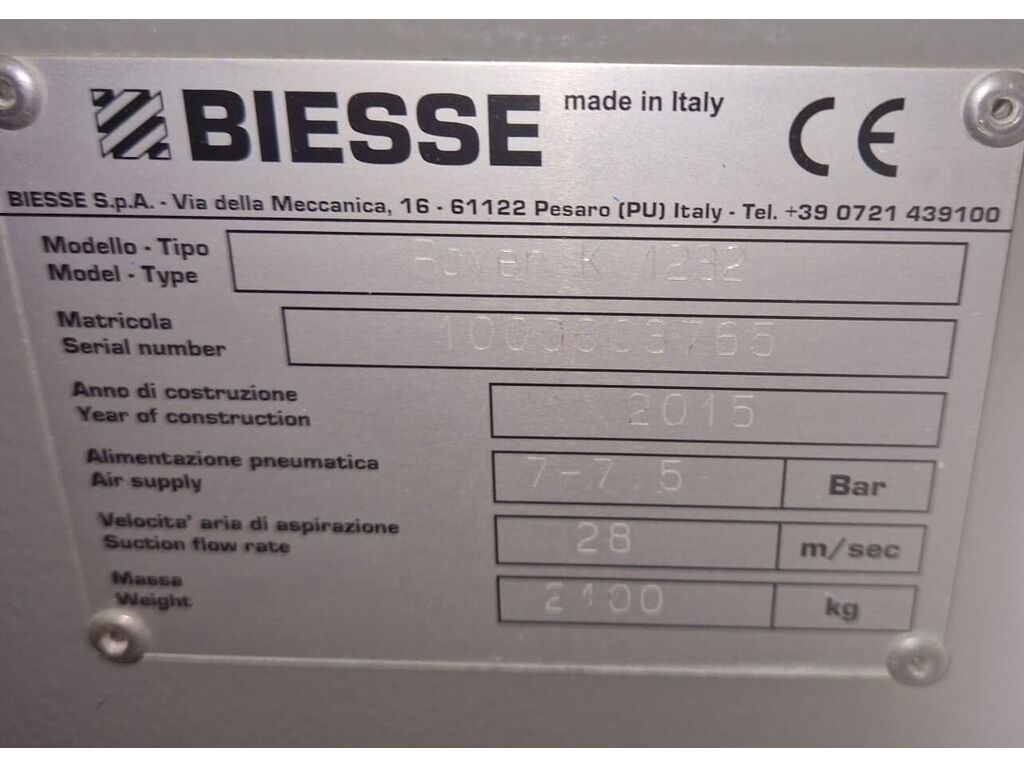 BIESSE made in Italy CE
BIESSE S.p.A. - Via della Meccanica, 16 - 61122 Pesaro (PU) Italy - Tel. +39 0721 439100
Modello - Tipo
Model - Type
Rover K 1232
Matricola
Serial number
Anno di costruzione
Year of construction
2015
Alimentazione pneumatica
Air supply
7-7.5 Bar
Velocita' aria di aspirazione
Suction flow rate
28 m/sec
Massa
Weight
2100 kg